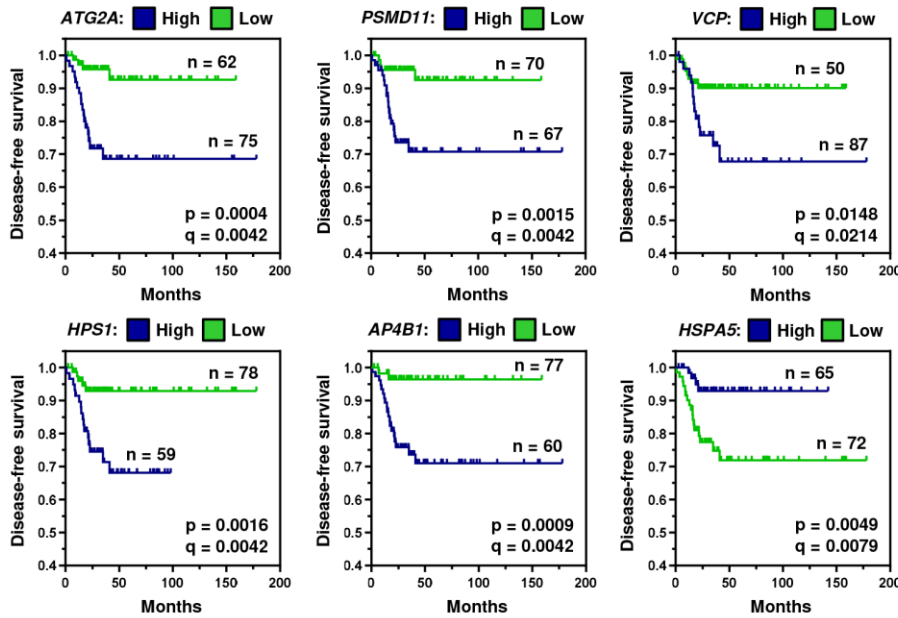 ATG2A: High Low
Disease-free survival
1.0
0.9
0.8
0.7
0.6
0.5
0.4
n = 62
n = 75
p = 0.0004
q = 0.0042
0 50 100 150 200
Months
PSMD11: High Low
Disease-free survival
1.0
0.9
0.8
0.7
0.6
0.5
0.4
n = 70
n = 67
p = 0.0015
q = 0.0042
0 50 100 150 200
Months
VCP: High Low
Disease-free survival
1.0
0.9
0.8
0.7
0.6
0.5
0.4
n = 50
n = 87
p = 0.0148
q = 0.0214
0 50 100 150 200
Months
HPS1: High Low
Disease-free survival
1.0
0.9
0.8
0.7
0.6
0.5
0.4
n = 78
n = 59
p = 0.0016
q = 0.0042
0 50 100 150 200
Months
AP4B1: High Low
Disease-free survival
1.0
0.9
0.8
0.7
0.6
0.5
0.4
n = 77
n = 60
p = 0.0009
q = 0.0042
0 50 100 150 200
Months
HSPA5: High Low
Disease-free survival
1.0
0.9
0.8
0.7
0.6
0.5
0.4
n = 65
n = 72
p = 0.0049
q = 0.0079
0 50 100 150 200
Months